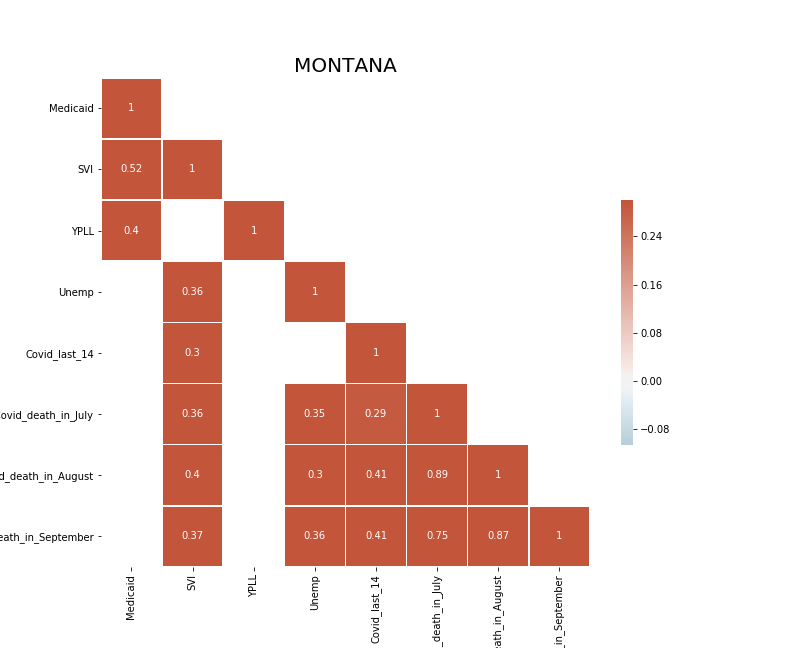 MONTANA
Medicaid 1
SVI 0.52 1
YPLL 0.4 1
Unemp 0.36 1
Covid_last_14 0.3 1
Covid_death_in_July 0.36 0.35 0.29 1
d_death_in_August 0.4 0.3 0.41 0.89 1
eath_in_September 0.37 0.36 0.41 0.75 0.87 1
Medicaid
SVI
YPLL
Unemp
Covid_last_14
_death_in_July
eath_in_August
_in_September
0.24
0.16
0.08
0.00
−0.08